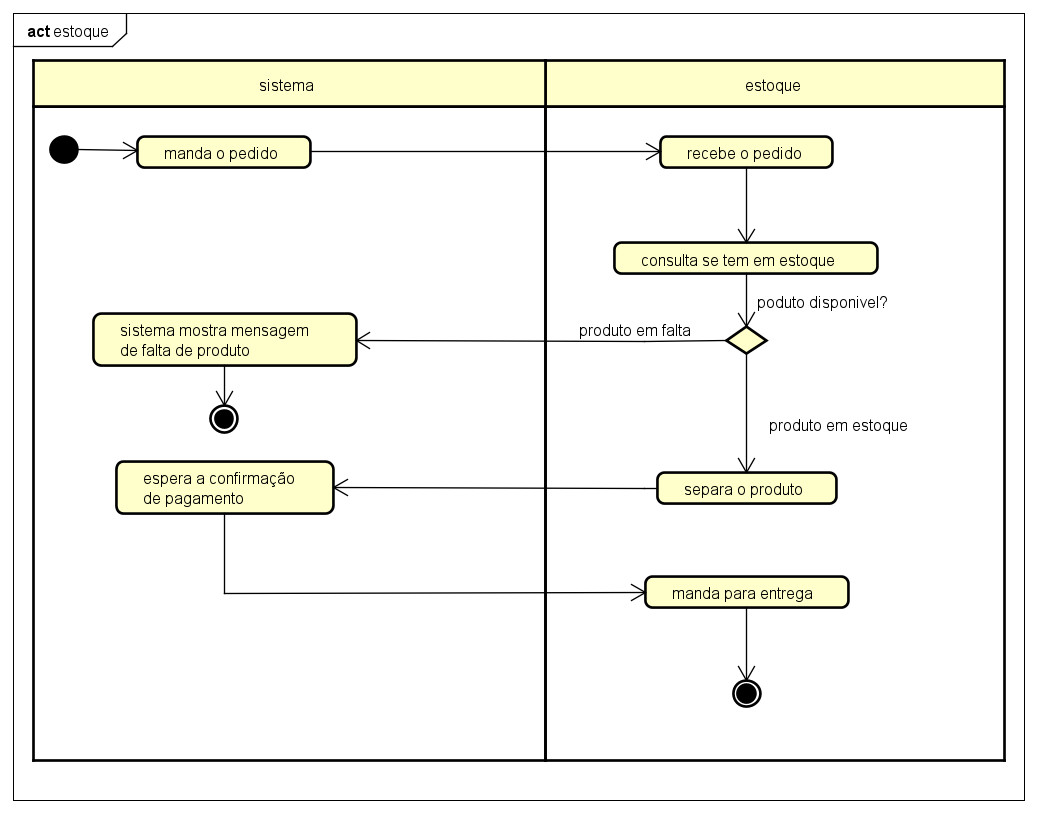 act estoque
sistema
estoque
manda o pedido
recebe o pedido
consulta se tem em estoque
poduto disponivel?
produto em falta
sistema mostra mensagem
de falta de produto
produto em estoque
espera a confirmação
de pagamento
separa o produto
manda para entrega